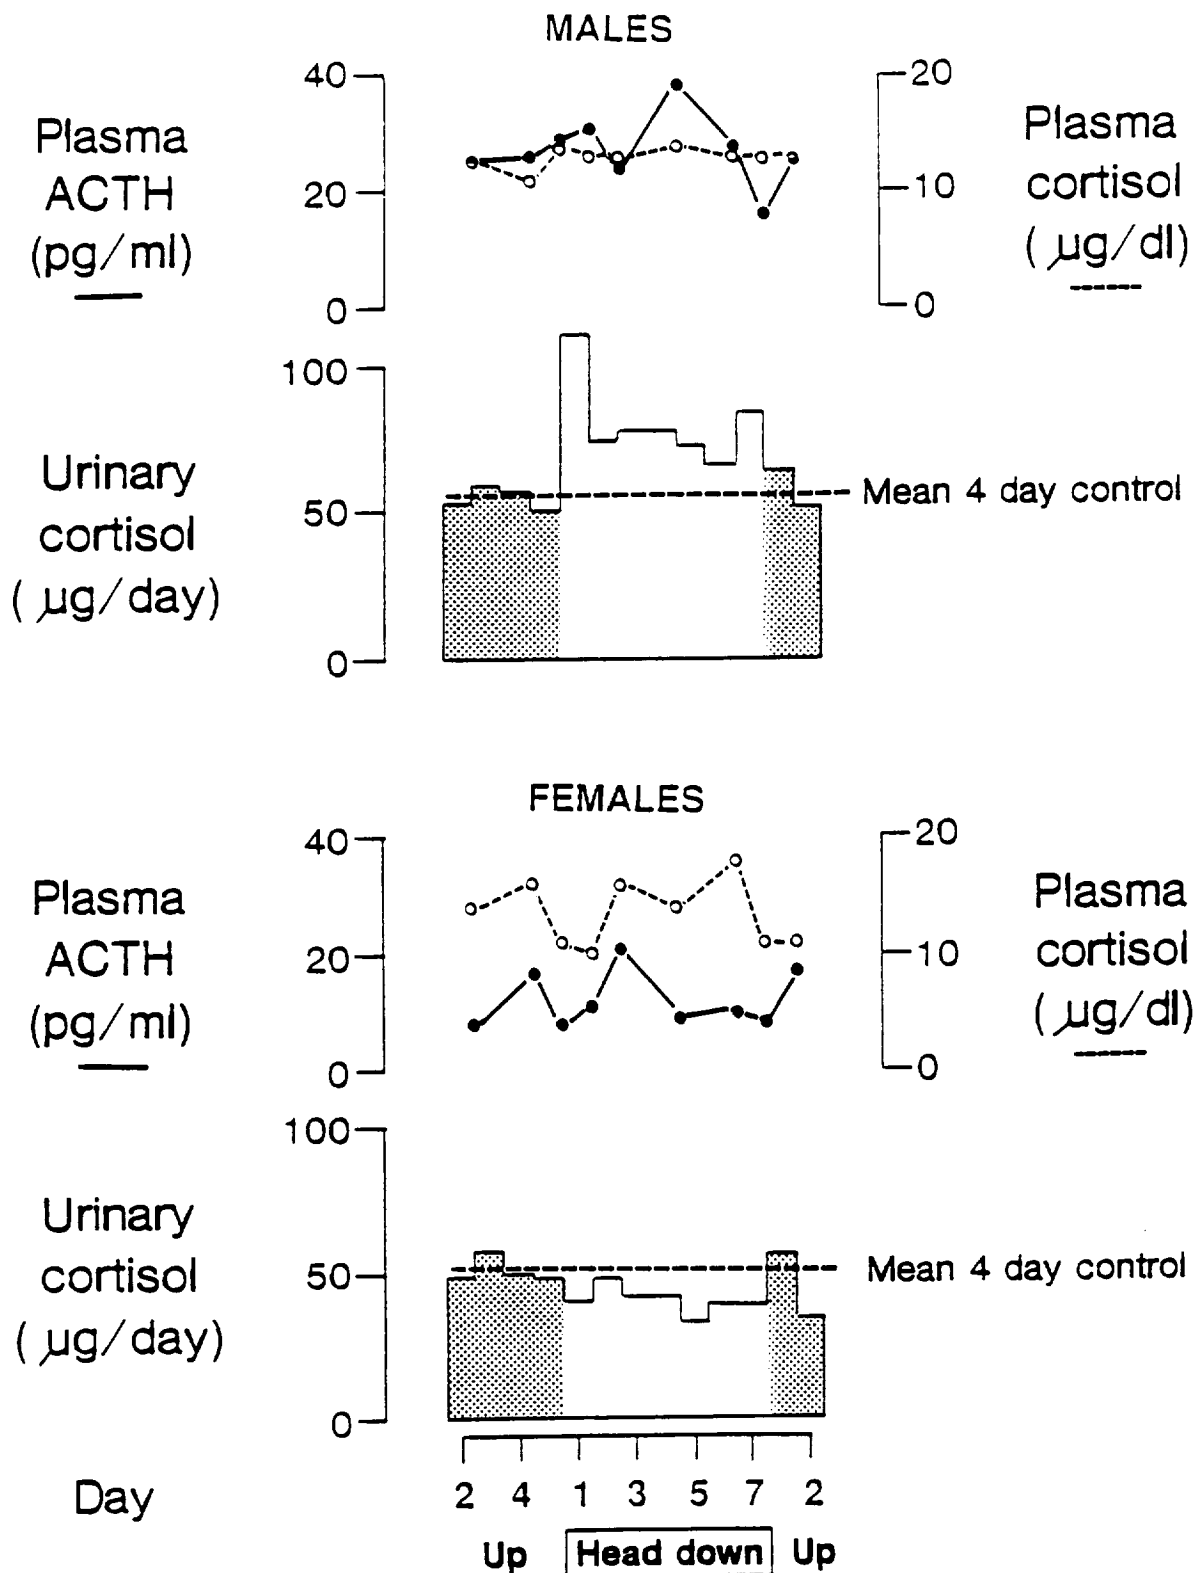 MALES
40
20
0
Plasma
ACTH
(pg/ml)
20
10
0
Plasma
cortisol
( µg/dl)
100
50
0
Urinary
cortisol
( µg/day)
Mean 4 day control
FEMALES
40
20
0
Plasma
ACTH
(pg/ml)
20
10
0
Plasma
cortisol
( µg/dl)
100
50
0
Urinary
cortisol
( µg/day)
Mean 4 day control
Day
2 4 1 3 5 7 2
Up Head down Up